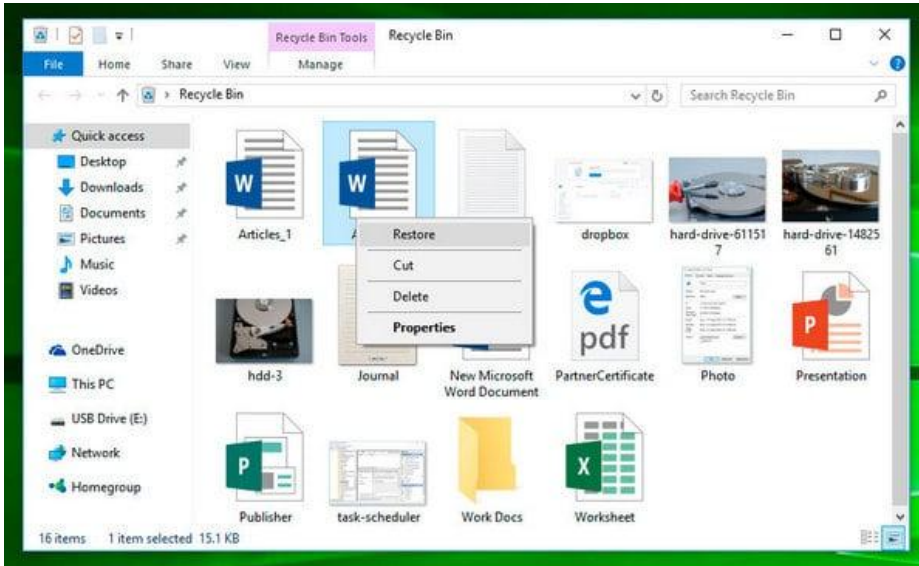 Recycle Bin Tools
Recycle Bin
File
Home
Share
View
Manage
Recycle Bin
Search Recycle Bin
Quick access
Desktop
Downloads
Documents
Pictures
Music
Videos
OneDrive
This PC
USB Drive (E:)
Network
Homegroup
W
W
Articles_1
dropbox
hard-drive-61151
7
hard-drive-14825
61
Restore
Cut
Delete
Properties
hdd-3
Journal
New Microsoft
Word Document
pdf
PartnerCertificate
Photo
P
Presentation
P
Publisher
task-scheduler
Work Docs
X
Worksheet
16 items
1 item selected 15.1 KB